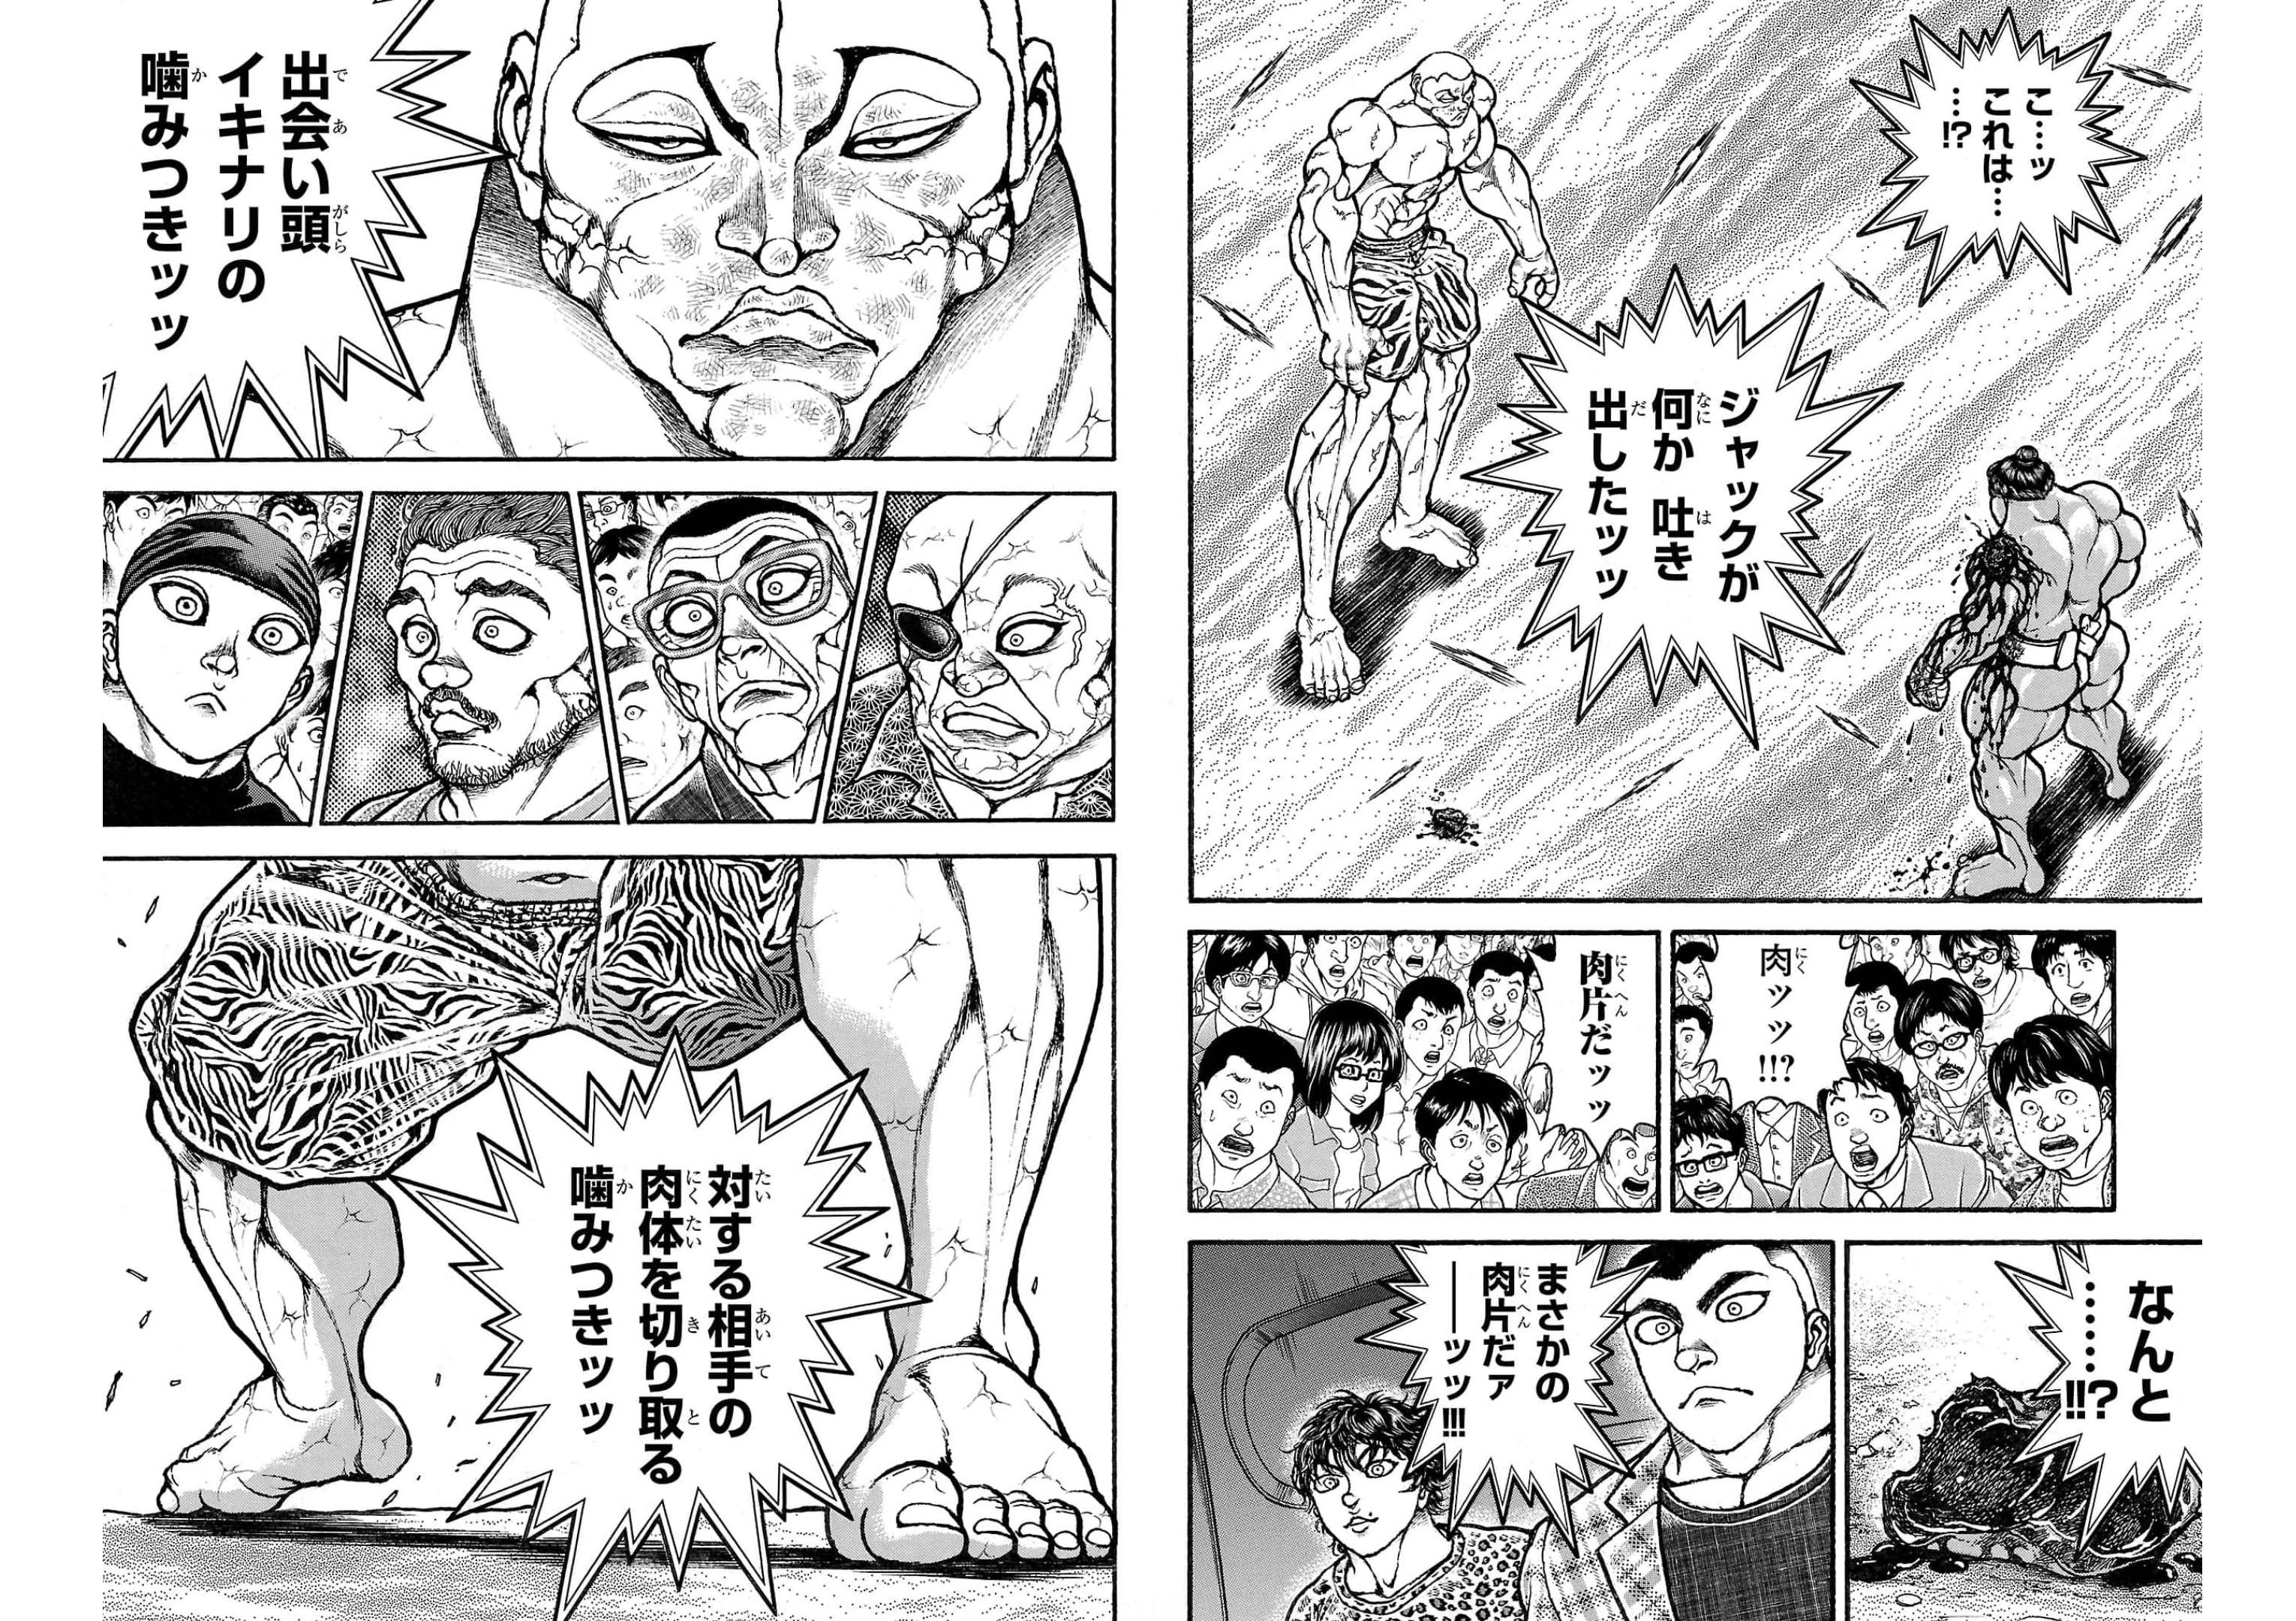 こ…ッ
これは…
…!?
ジャックが
何か 吐き
出したッッ
肉ッッ!!?
肉片だッッ
なんと
……!!?
まさかの
肉片だァ
──ッッ!!!
出会い頭
イキナリの
噛みつきッッ
対する相手の
肉体を切り取る
噛みつきッッ